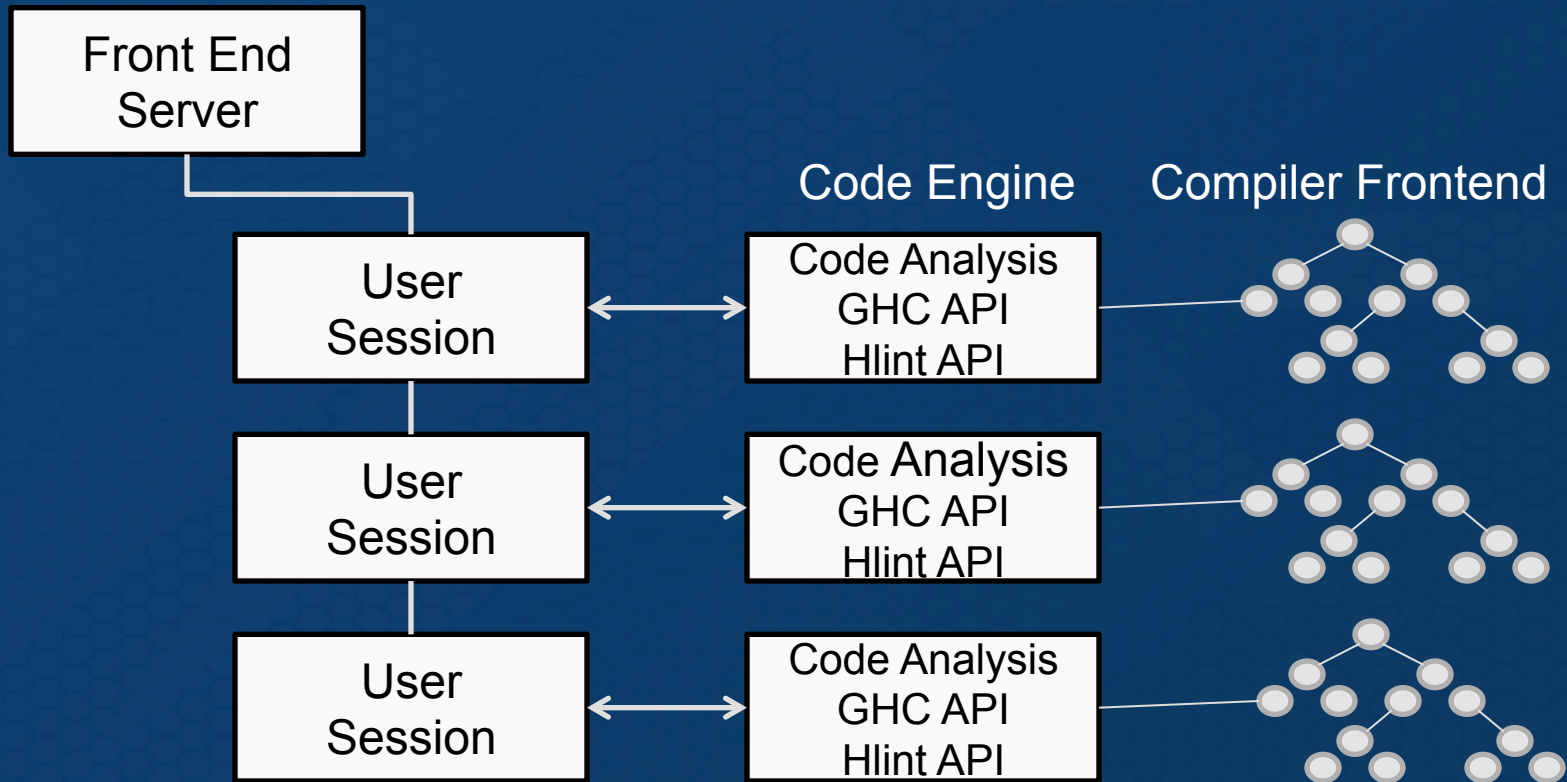 Front End
Server
Code Engine
Compiler Frontend
User
Session
Code Analysis
GHC API
Hlint API
User
Session
Code Analysis
GHC API
Hlint API
User
Session
Code Analysis
GHC API
Hlint API